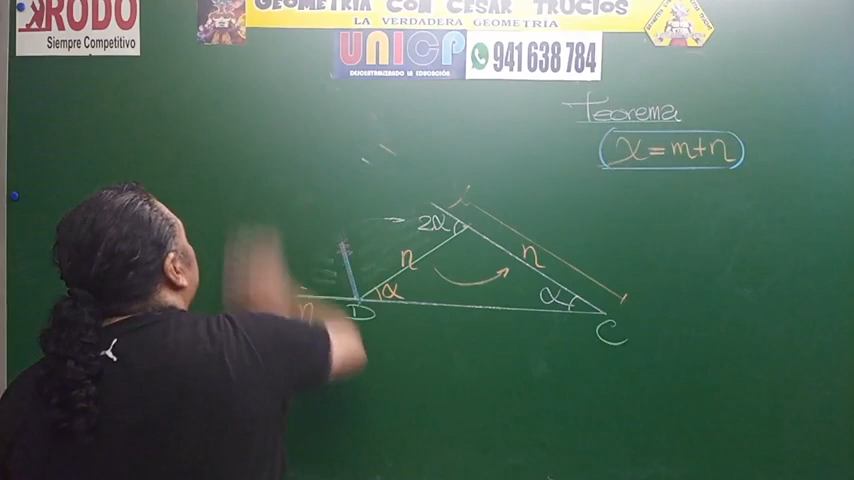 RODO
Siempre Competitivo
GEOMETRIA CON CESAR TRUCIOS
LA VERDADERA GEOMETRIA
UNICP
DESCENTRALIZANDO LA EDUCACIÓN
941 638 784
Teorema
x = m+n
2α
n
n
α
α
n
D
C